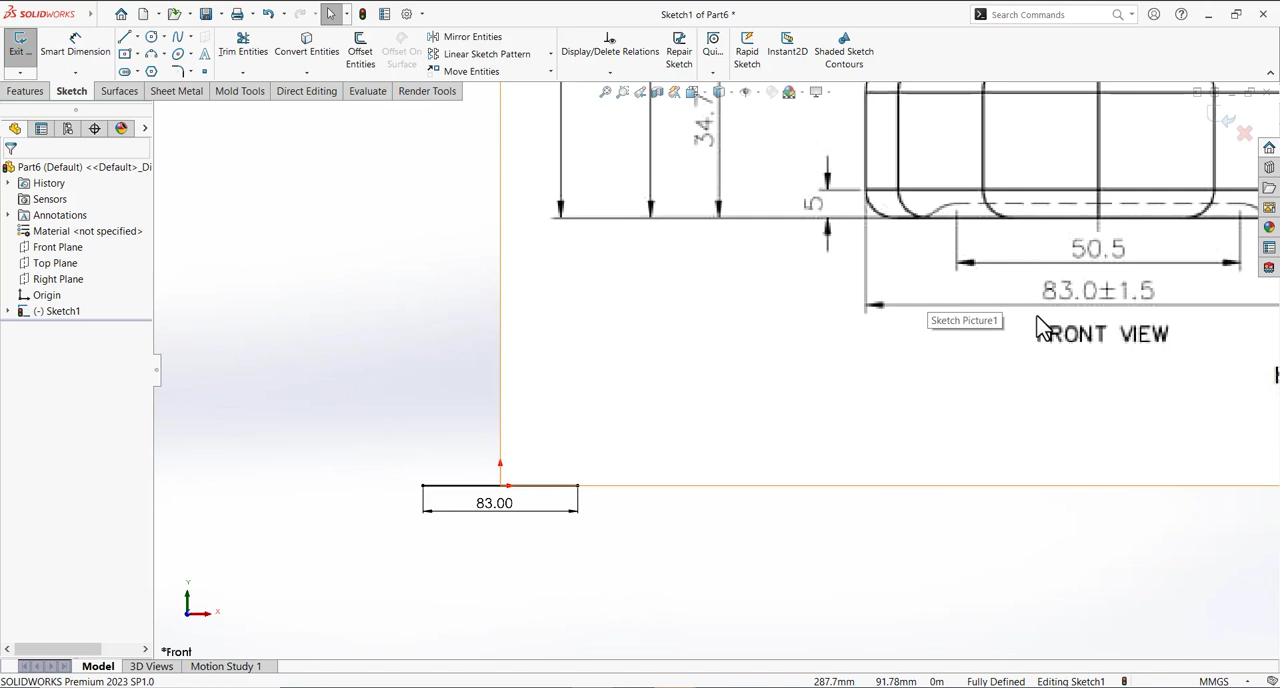 SOLIDWORKS
Sketch1 of Part6 *
Search Commands
Exit ...
Smart Dimension
Trim Entities
Convert Entities
Offset Entities
Offset On Surface
Mirror Entities
Linear Sketch Pattern
Move Entities
Display/Delete Relations
Repair Sketch
Qui...
Rapid Sketch
Instant2D
Shaded Sketch Contours
Features
Sketch
Surfaces
Sheet Metal
Mold Tools
Direct Editing
Evaluate
Render Tools
Part6 (Default) <<Default>_Di
History
Sensors
Annotations
Material <not specified>
Front Plane
Top Plane
Right Plane
Origin
(-) Sketch1
34.7
5
50.5
83.0±1.5
Sketch Picture1
FRONT VIEW
83.00
Y
X
*Front
Model
3D Views
Motion Study 1
SOLIDWORKS Premium 2023 SP1.0
287.7mm
91.78mm
0m
Fully Defined
Editing Sketch1
MMGS